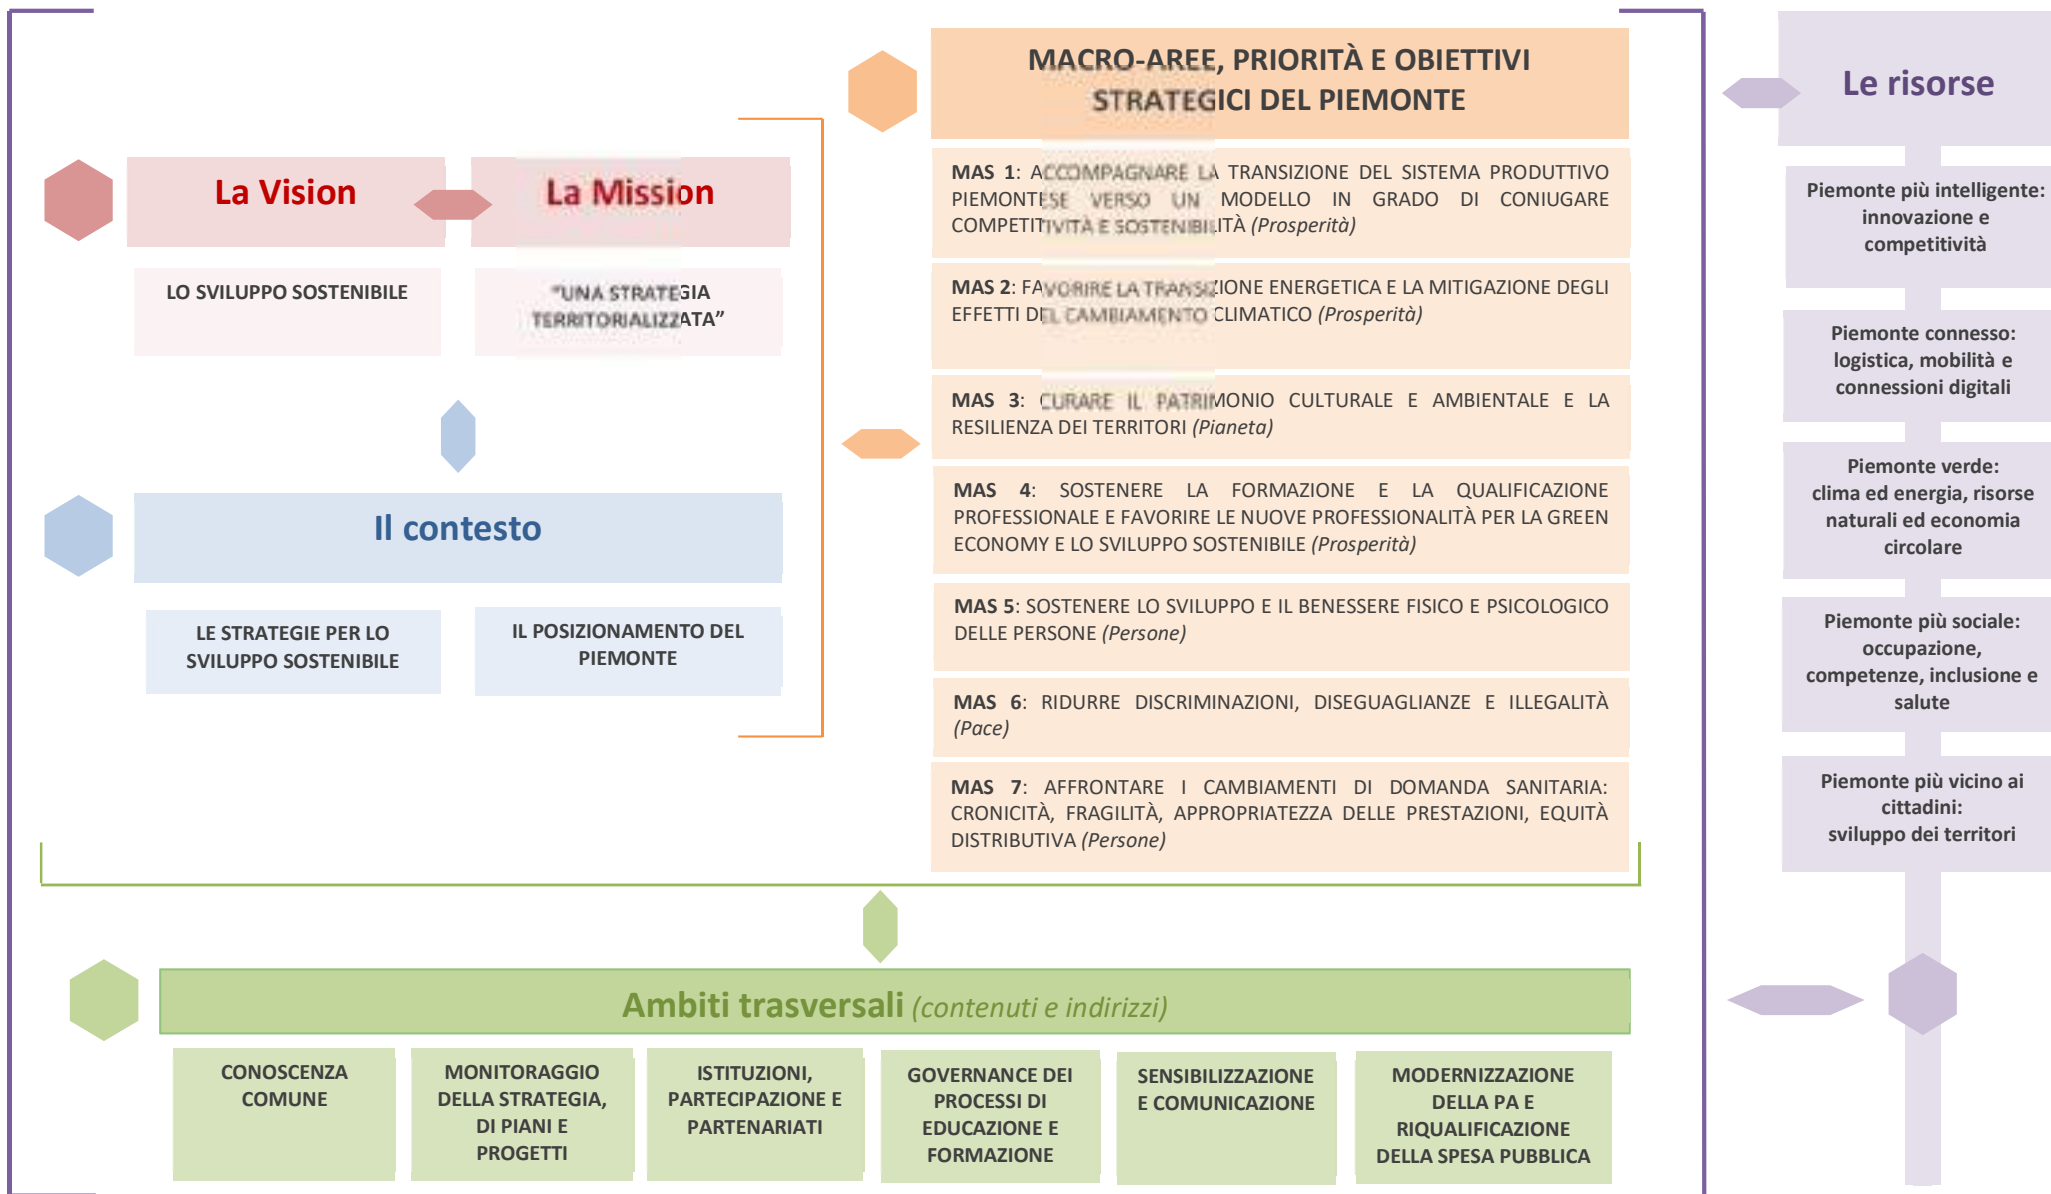 La Vision
La Mission
LO SVILUPPO SOSTENIBILE
"UNA STRATEGIA
TERRITORIALIZZATA"
Il contesto
LE STRATEGIE PER LO
SVILUPPO SOSTENIBILE
IL POSIZIONAMENTO DEL
PIEMONTE
MACRO-AREE, PRIORITÀ E OBIETTIVI
STRATEGICI DEL PIEMONTE
MAS 1: ACCOMPAGNARE LA TRANSIZIONE DEL SISTEMA PRODUTTIVO
PIEMONTESE VERSO UN MODELLO IN GRADO DI CONIUGARE
COMPETITIVITÀ E SOSTENIBILITÀ (Prosperità)
MAS 2: FAVORIRE LA TRANSIZIONE ENERGETICA E LA MITIGAZIONE DEGLI
EFFETTI DEL CAMBIAMENTO CLIMATICO (Prosperità)
MAS 3: CURARE IL PATRIMONIO CULTURALE E AMBIENTALE E LA
RESILIENZA DEI TERRITORI (Pianeta)
MAS 4: SOSTENERE LA FORMAZIONE E LA QUALIFICAZIONE
PROFESSIONALE E FAVORIRE LE NUOVE PROFESSIONALITÀ PER LA GREEN
ECONOMY E LO SVILUPPO SOSTENIBILE (Prosperità)
MAS 5: SOSTENERE LO SVILUPPO E IL BENESSERE FISICO E PSICOLOGICO
DELLE PERSONE (Persone)
MAS 6: RIDURRE DISCRIMINAZIONI, DISEGUAGLIANZE E ILLEGALITÀ
(Pace)
MAS 7: AFFRONTARE I CAMBIAMENTI DI DOMANDA SANITARIA:
CRONICITÀ, FRAGILITÀ, APPROPRIATEZZA DELLE PRESTAZIONI, EQUITÀ
DISTRIBUTIVA (Persone)
Le risorse
Piemonte più intelligente:
innovazione e
competitività
Piemonte connesso:
logistica, mobilità e
connessioni digitali
Piemonte verde:
clima ed energia, risorse
naturali ed economia
circolare
Piemonte più sociale:
occupazione,
competenze, inclusione e
salute
Piemonte più vicino ai
cittadini:
sviluppo dei territori
Ambiti trasversali (contenuti e indirizzi)
CONOSCENZA
COMUNE
MONITORAGGIO
DELLA STRATEGIA,
DI PIANI E
PROGETTI
ISTITUZIONI,
PARTECIPAZIONE E
PARTENARIATI
GOVERNANCE DEI
PROCESSI DI
EDUCAZIONE E
FORMAZIONE
SENSIBILIZZAZIONE
E COMUNICAZIONE
MODERNIZZAZIONE
DELLA PA E
RIQUALIFICAZIONE
DELLA SPESA PUBBLICA